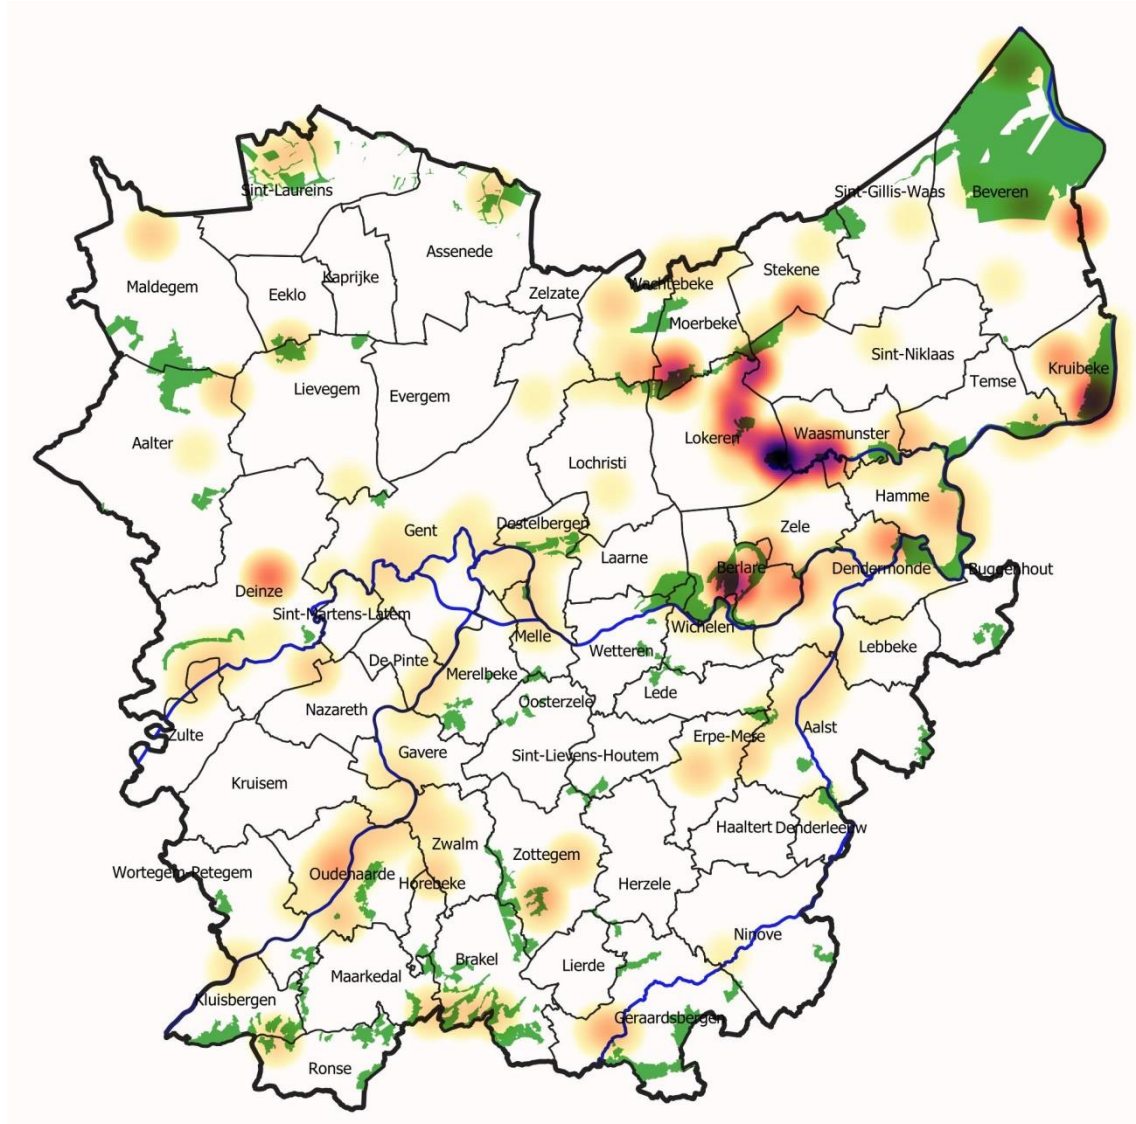 Sint-Laureins
Sint-Gillis-Waas
Beveren
Assenede
Maldegem
Kaprijke
Eeklo
Zelzate
Wachtebeke
Stekene
Moerbeke
Sint-Niklaas
Kruibeke
Temse
Lievegem
Evergem
Aalter
Lokeren
Waasmunster
Lochristi
Hamme
Gent
Destelbergen
Zele
Laarne
Berlare
Dendermonde
Buggenhout
Deinze
Sint-Martens-Latem
Melle
Wichelen
Wetteren
Lebbeke
De Pinte
Merelbeke
Lede
Oosterzele
Nazareth
Aalst
Zulte
Erpe-Mere
Gavere
Sint-Lievens-Houtem
Kruisem
Haaltert
Denderleeuw
Zwalm
Zottegem
Wortegem-Petegem
Oudenaarde
Horebeke
Herzele
Ninove
Brakel
Lierde
Maarkedal
Kluisbergen
Geraardsbergen
Ronse